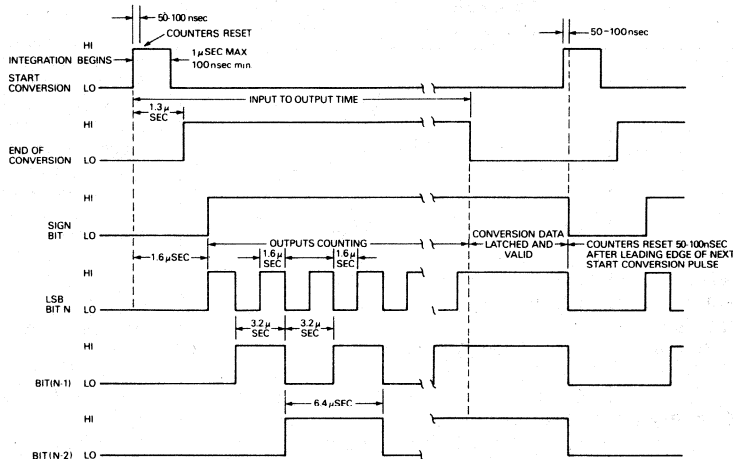 50-100 nsec
COUNTERS RESET
50-100nsec
HI
INTEGRATION BEGINS
1µSEC MAX
100nsec min.
START
CONVERSION
LO
INPUT TO OUTPUT TIME
1.3µ
SEC
HI
END OF
CONVERSION
LO
HI
SIGN
BIT
LO
1.6µSEC
OUTPUTS COUNTING
CONVERSION DATA
LATCHED AND
VALID
COUNTERS RESET 50-100nSEC
AFTER LEADING EDGE OF NEXT
START CONVERSION PULSE
HI
1.6µ
SEC
1.6µ
SEC
LSB
BIT N
LO
3.2µ
SEC
3.2µ
SEC
HI
BIT(N-1)
LO
6.4µSEC
HI
BIT(N-2)
LO